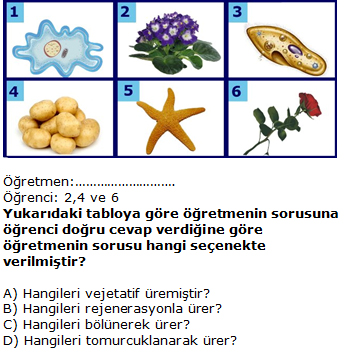 1 2 3
4 5 6
Öğretmen:...........................
Öğrenci: 2,4 ve 6
Yukarıdaki tabloya göre öğretmenin sorusuna
öğrenci doğru cevap verdiğine göre
öğretmenin sorusu hangi seçenekte
verilmiştir?
A) Hangileri vejetatif üremiştir?
B) Hangileri rejenerasyonla ürer?
C) Hangileri bölünerek ürer?
D) Hangileri tomurcuklanarak ürer?